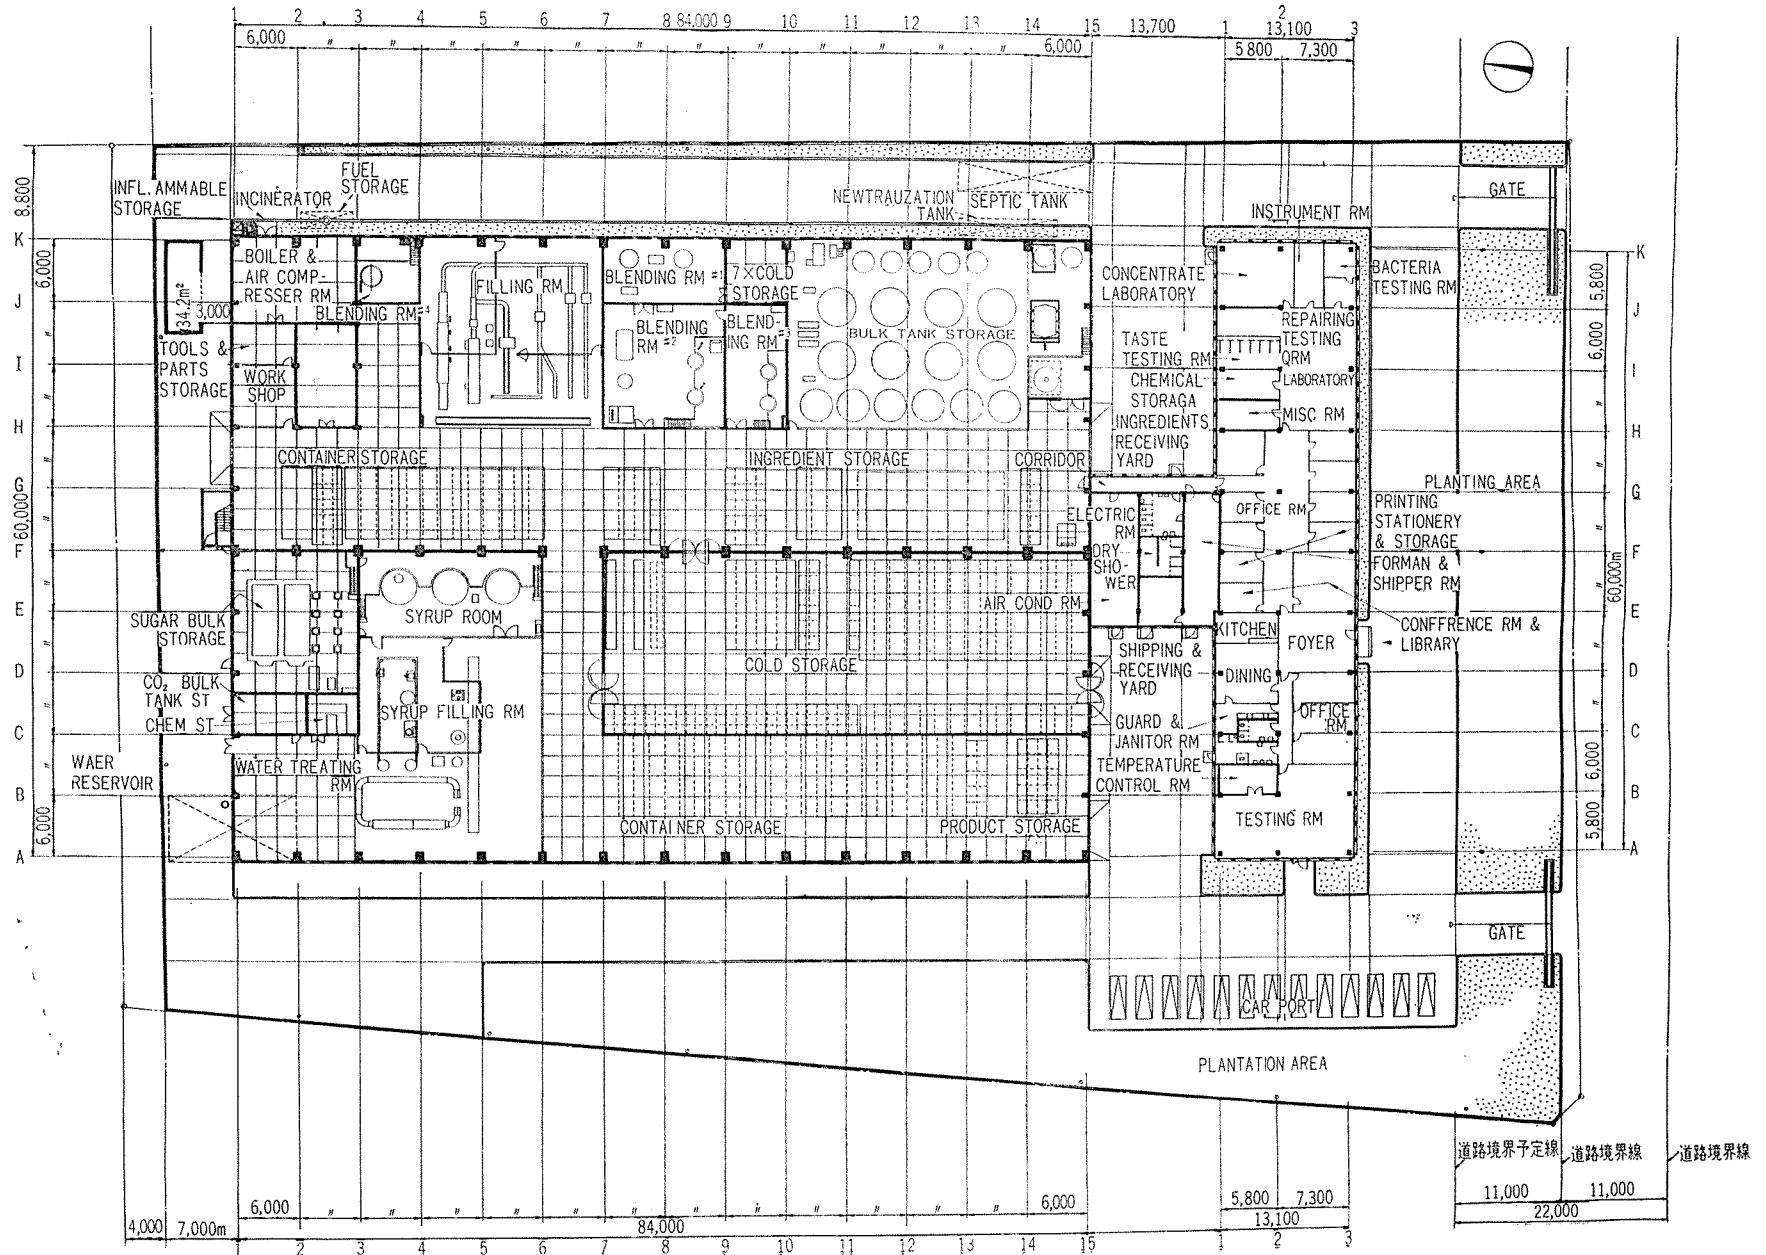 1 2 3 4 5 6 7 8 84,000 9 10 11 12 13 14 15 13,700 1 2 13,100 3
6,000 〃 〃 〃 〃 〃 〃 〃 〃 〃 〃 6,000 5 800 7,300
8.800
INFL.AMMABLE
STORAGE
INCINERATOR
FUEL
STORAGE
NEWTRAUZATION
TANK
SEPTIC TANK
INSTRUMENT RM
GATE
K
J
I
H
G
F
E
D
C
B
A
6,000
〃
60,000
〃
6,000
34.2m²
3,000
BOILER &
AIR COMP-
RESSER RM
BLENDING RM #4
FILLING RM
BLENDING RM #1
7×COLD
STORAGE
BLENDING
RM #2
BLEND-
ING RM #3
BULK TANK STORAGE
CONCENTRATE
LABORATORY
BACTERIA
TESTING RM
TOOLS &
PARTS
STORAGE
WORK
SHOP
TASTE
TESTING RM
CHEMICAL
STORAGA
INGREDIENTS
RECEIVING
YARD
REPAIRING
TESTING
QRM
LABORATORY
MISC RM
CONTAINER STORAGE
INGREDIENT STORAGE
CORRIDOR
PLANTING AREA
ELECTRIC
RM
OFFICE RM
PRINTING
STATIONERY
& STORAGE
DRY
SHO-
WER
FORMAN &
SHIPPER RM
AIR COND RM
SYRUP ROOM
SUGAR BULK
STORAGE
KITCHEN
FOYER
CONFFRENCE RM &
LIBRARY
COLD STORAGE
SHIPPING &
RECEIVING
YARD
DINING
CO₂ BULK
TANK ST
CHEM ST
SYRUP FILLING RM
GUARD &
JANITOR RM
OFFICE
RM
WAER
RESERVOIR
WATER TREATING
RM
TEMPERATURE
CONTROL RM
CONTAINER STORAGE
PRODUCT STORAGE
TESTING RM
K
J
I
H
G
F
E
D
C
B
A
5,800
6,000
〃
60,000m
〃
6,000
5,800
GATE
CAR PORT
PLANTATION AREA
道路境界予定線 道路境界線 道路境界線
11,000 11,000
22,000
4,000 7,000m 6,000 〃 〃 〃 〃 〃 〃 〃 〃 〃 〃 6,000 5,800 7,300
84,000 13,100
1 2 3 4 5 6 7 8 9 10 11 12 13 14 15 1 2 3